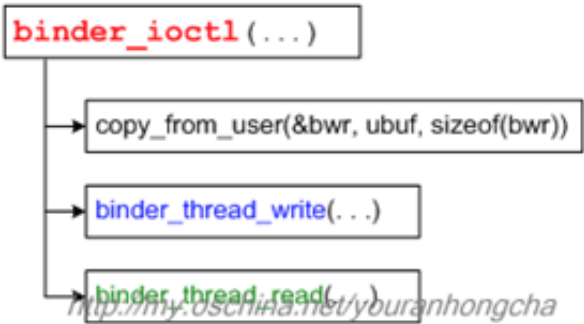 binder_ioctl(...)
copy_from_user(&bwr, ubuf, sizeof(bwr))
binder_thread_write(. . .)
binder_thread_read(. . .)
http://my.oschina.net/youranhongcha